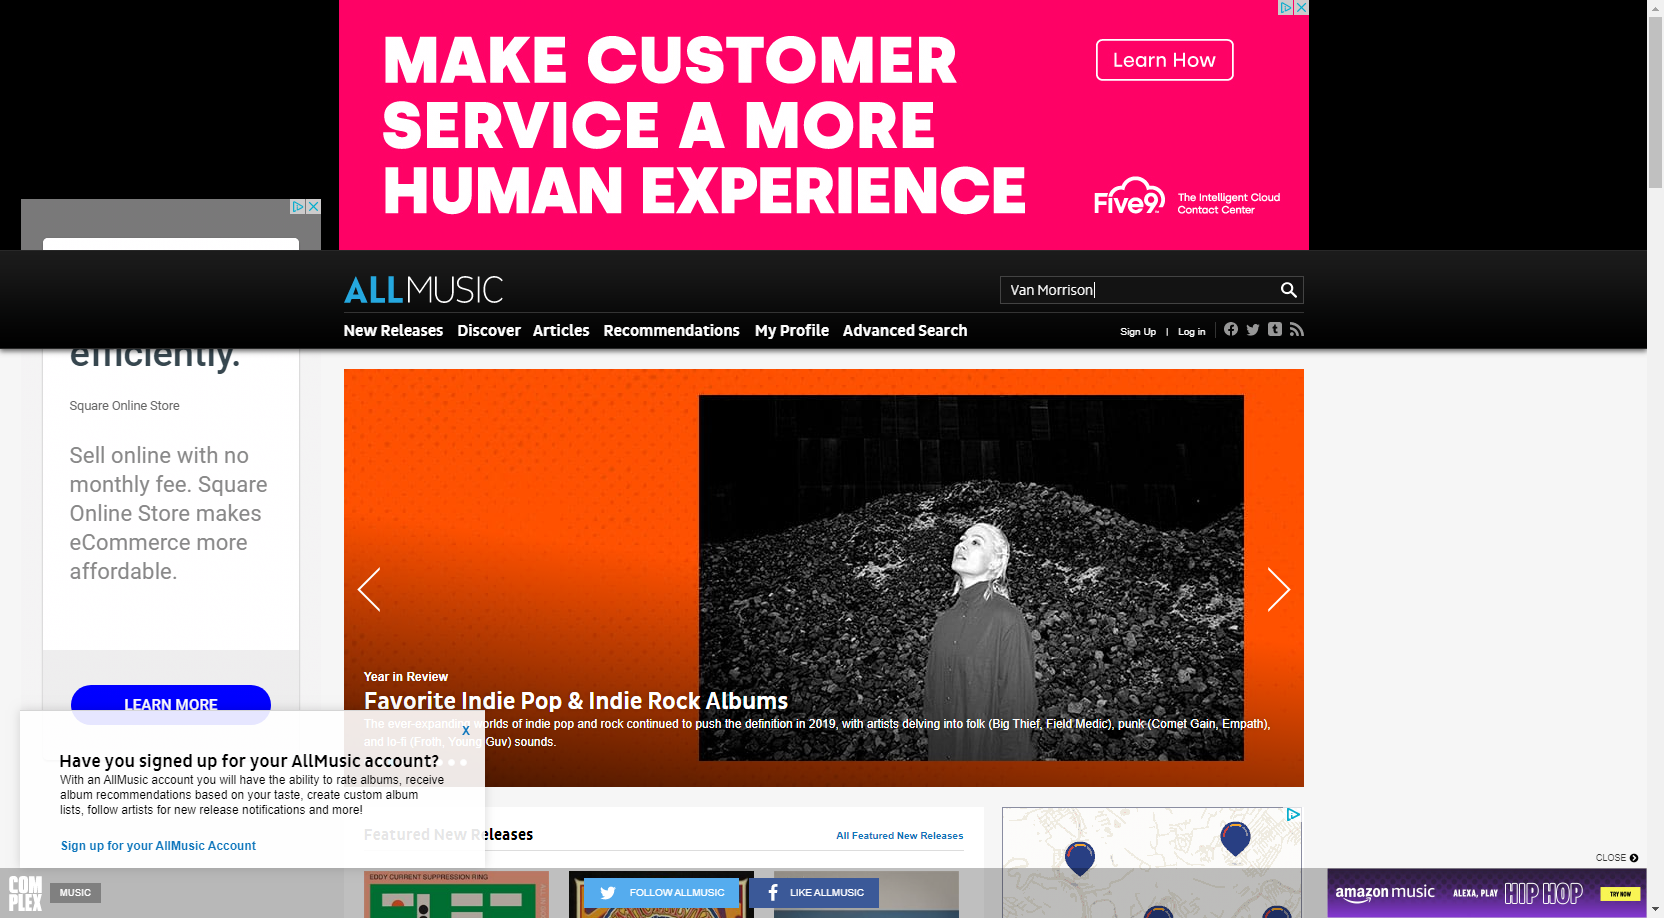 MAKE CUSTOMER
SERVICE A MORE
HUMAN EXPERIENCE
Learn How
Five9
The Intelligent Cloud
Contact Center
ALLMUSIC
Van Morrison
New Releases Discover Articles Recommendations My Profile Advanced Search
Sign Up | Log in
efficiently.
Square Online Store
Sell online with no
monthly fee. Square
Online Store makes
eCommerce more
affordable.
LEARN MORE
Year in Review
Favorite Indie Pop & Indie Rock Albums
The ever-expanding worlds of indie pop and rock continued to push the definition in 2019, with artists delving into folk (Big Thief, Field Medic), punk (Comet Gain, Empath),
and lo-fi (Froth, Young Guv) sounds.
X
Have you signed up for your AllMusic account?
With an AllMusic account you will have the ability to rate albums, receive
album recommendations based on your taste, create custom album
lists, follow artists for new release notifications and more!
Sign up for your AllMusic Account
Featured New Releases
All Featured New Releases
EDDY CURRENT SUPPRESSION RING
CLOSE
COMPLEX
MUSIC
FOLLOW ALLMUSIC
LIKE ALLMUSIC
amazon music
ALEXA, PLAY
HIP HOP
TRY NOW